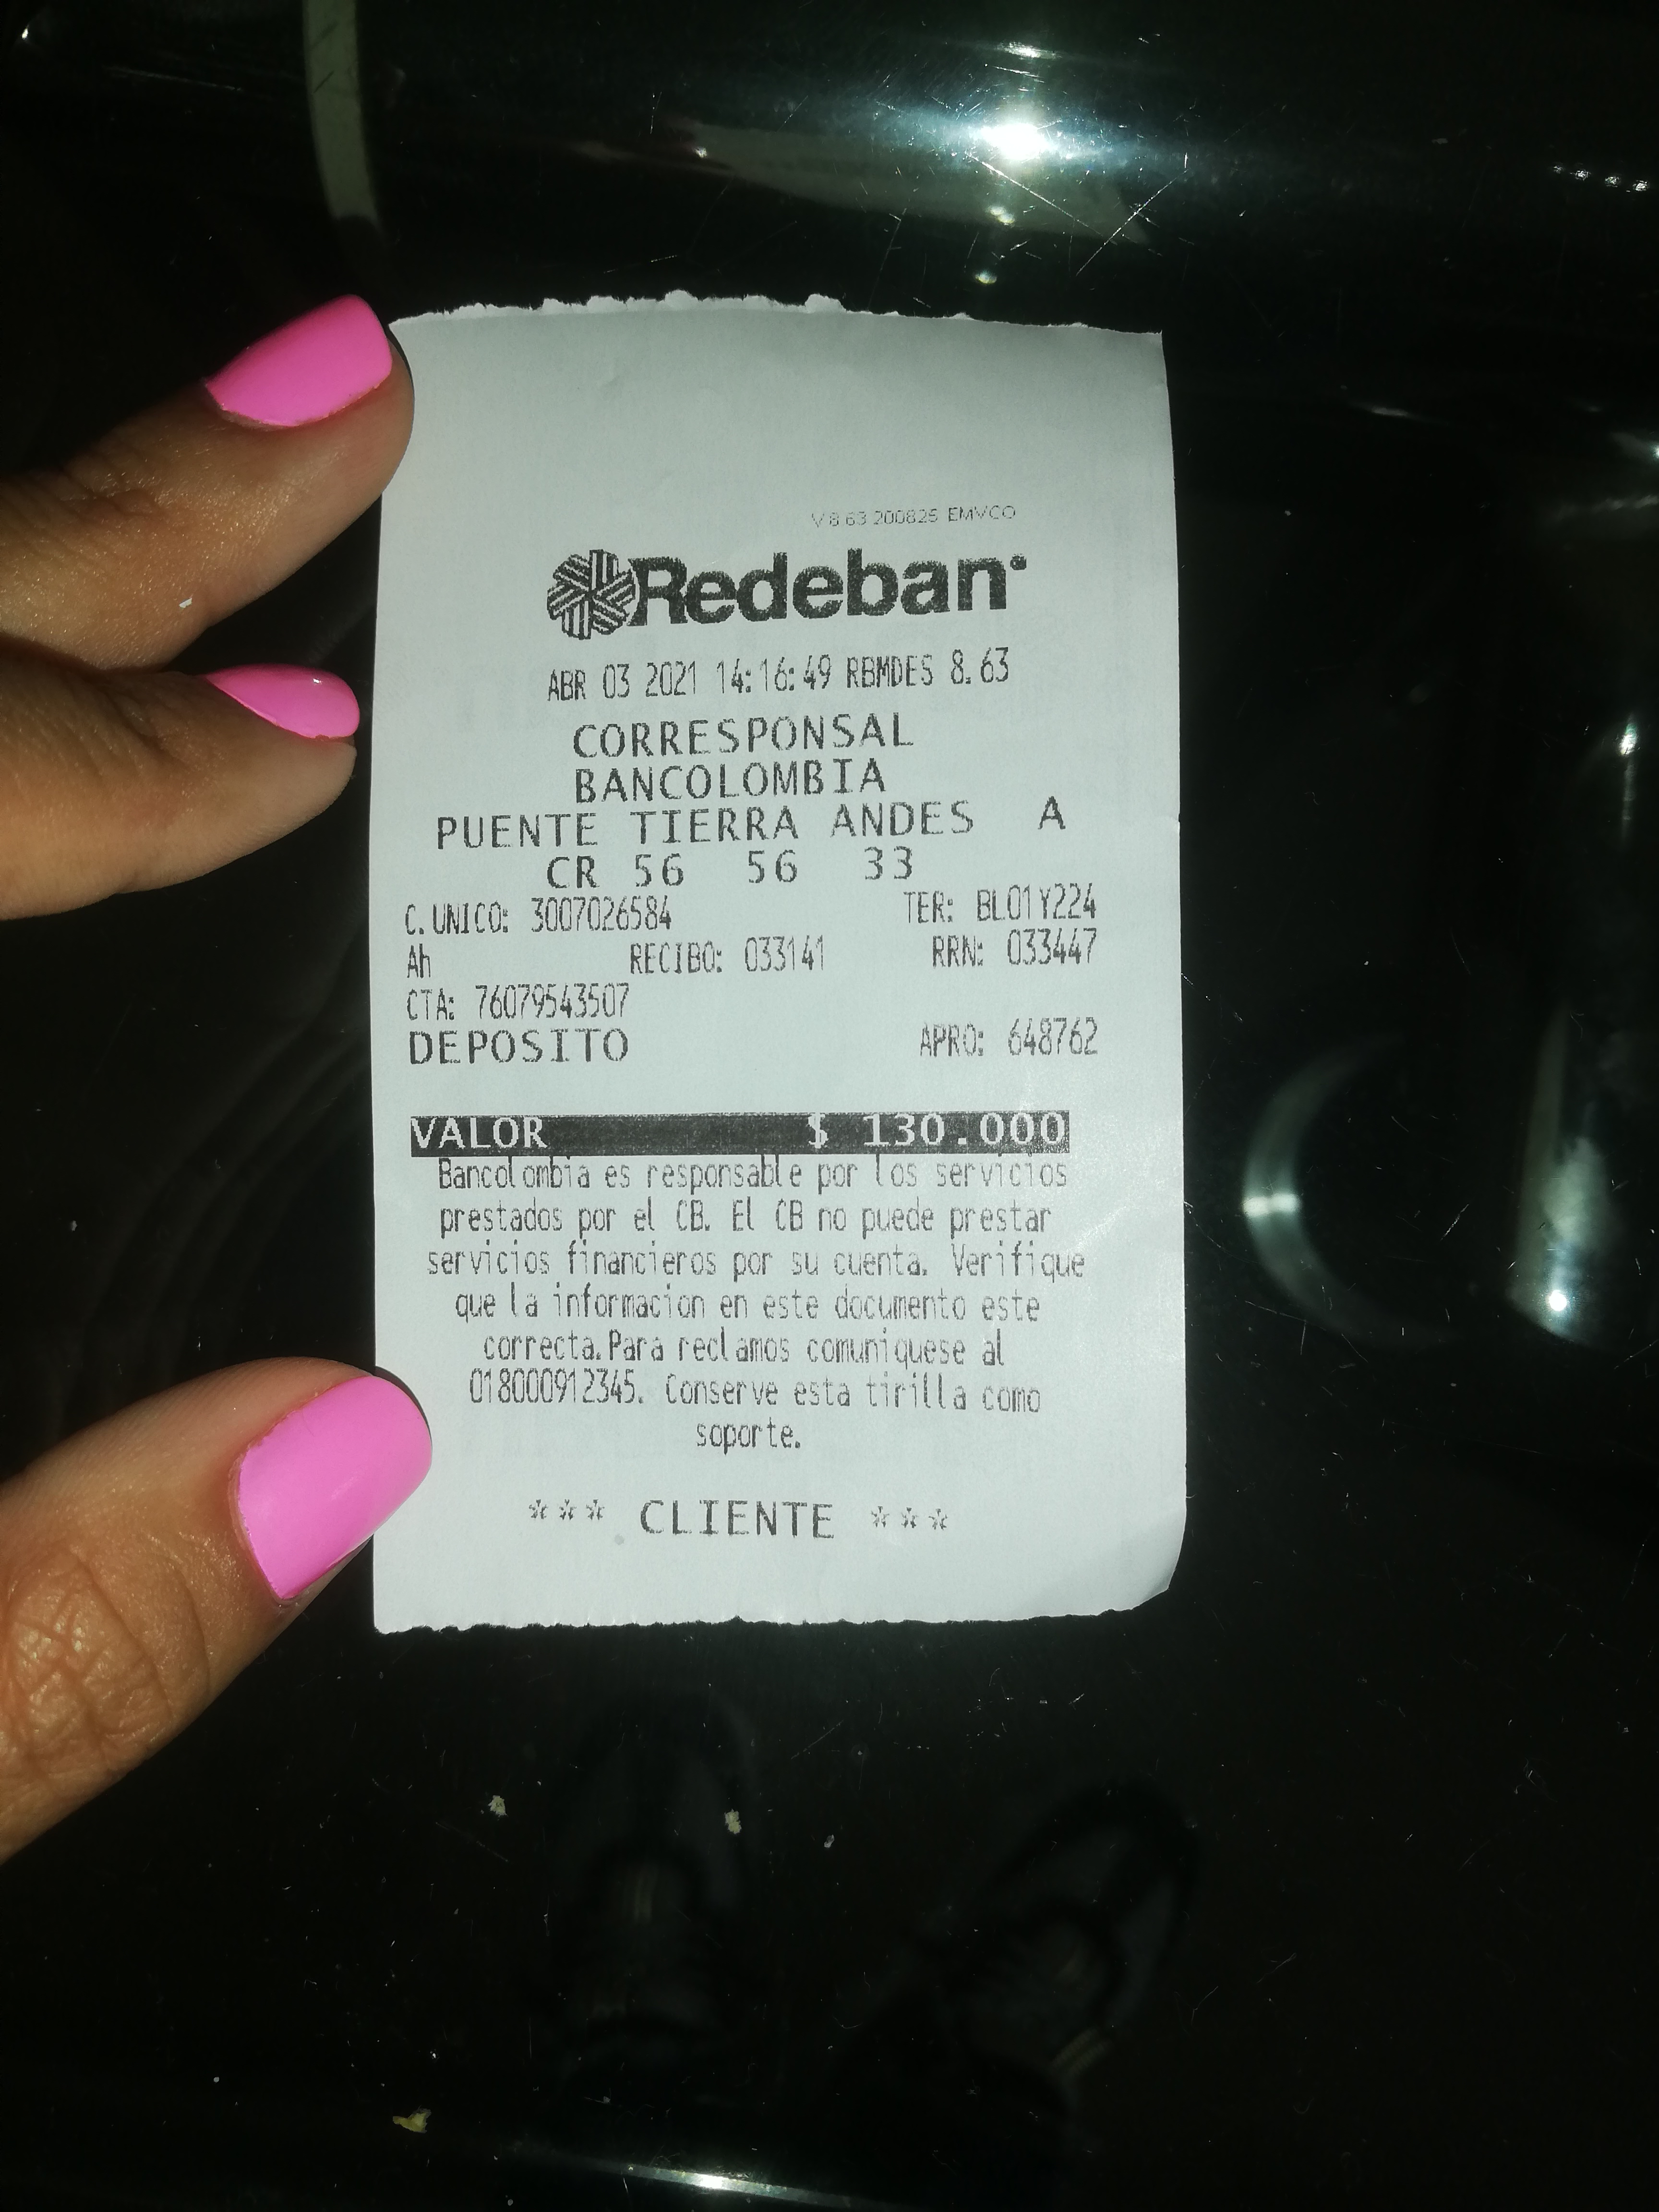 V 8 63 200825 EMVCO
Redeban
ABR 03 2021 14:16:49 RBMDES 8.63
CORRESPONSAL
BANCOLOMBIA
PUENTE TIERRA ANDES A
CR 56 56 33
C.UNICO: 3007026584 TER: BL01Y224
Ah RECIBO: 033141 RRN: 033447
CTA: 76079543507
DEPOSITO APRO: 648762
VALOR $ 130.000
Bancolombia es responsable por los servicios
prestados por el CB. El CB no puede prestar
servicios financieros por su cuenta. Verifique
que la informacion en este documento este
correcta.Para reclamos comuniquese al
018000912345. Conserve esta tirilla como
soporte.
*** CLIENTE ***